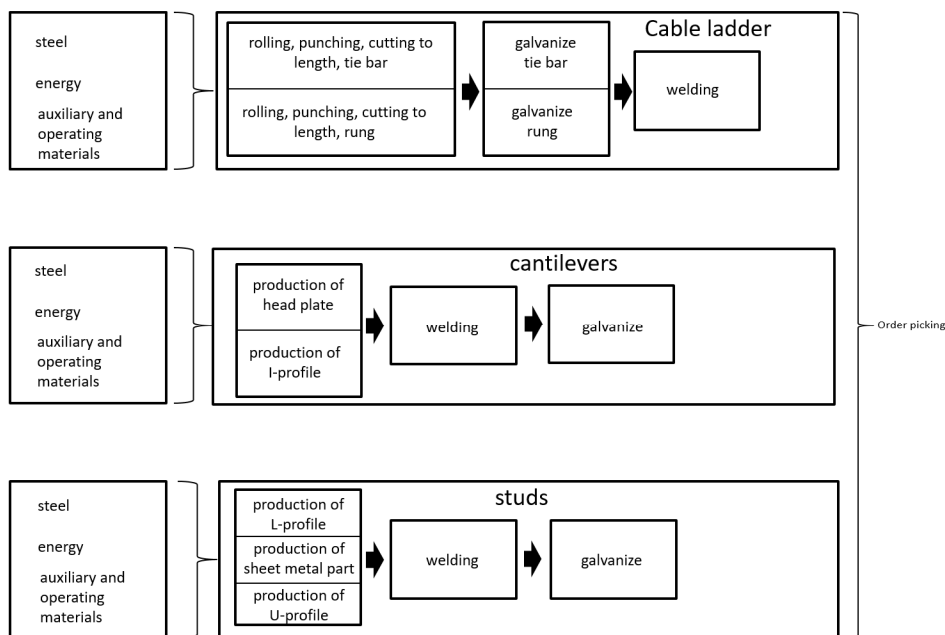 Cable ladder
steel
energy
auxiliary and
operating
materials
rolling, punching, cutting to
length, tie bar
rolling, punching, cutting to
length, rung
galvanize
tie bar
galvanize
rung
welding
cantilevers
steel
energy
auxiliary and
operating
materials
production of
head plate
production of
I-profile
welding
galvanize
Order picking
studs
steel
energy
auxiliary and
operating
materials
production of
L-profile
production of
sheet metal part
production of
U-profile
welding
galvanize